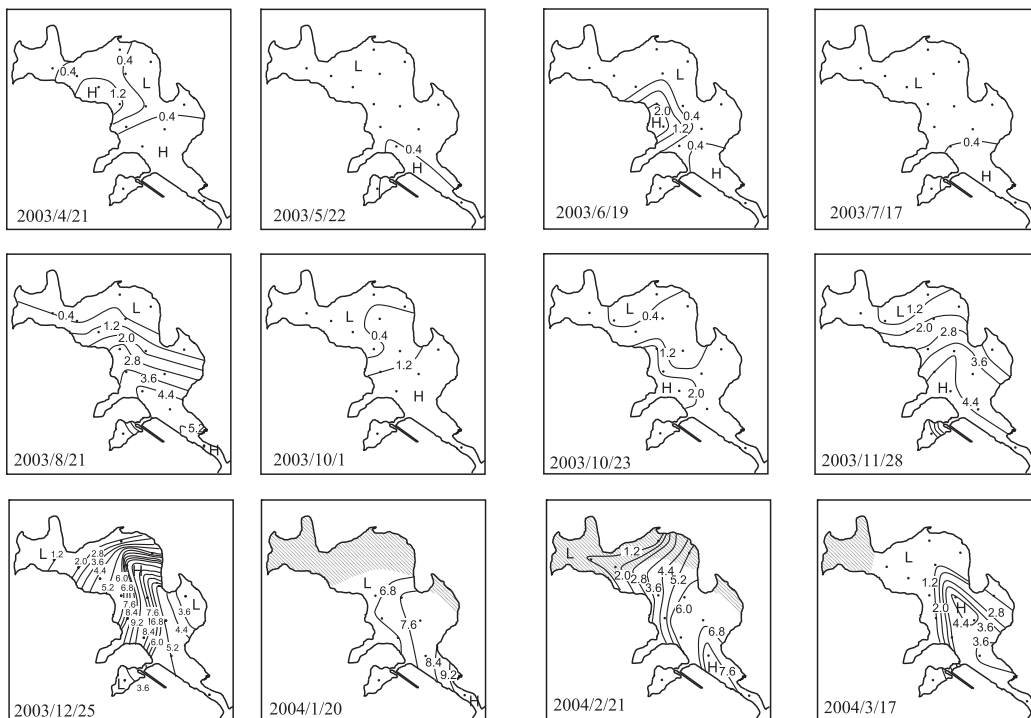 0.4
0.4
L
H
1.2
0.4
H
2003/4/21
L
0.4
H
2003/5/22
L
2.0
H
0.4
1.2
0.4
H
2003/6/19
L
0.4
H
2003/7/17
L
0.4
1.2
2.0
2.8
3.6
4.4
5.2
H
2003/8/21
L
0.4
1.2
H
2003/10/1
L
0.4
1.2
H
2.0
2003/10/23
L
1.2
2.0
2.8
3.6
H
4.4
2003/11/28
L
1.2
2.8
2.0
3.6
4.4
5.2
H
6.0
6.8
7.6
8.4
9.2
7.6
6.8
8.4
6.0
L
3.6
4.4
5.2
3.6
2003/12/25
L
6.8
7.6
8.4
9.2
H
2004/1/20
L
1.2
2.0
2.8
3.6
4.4
5.2
6.0
6.8
H
7.6
2004/2/21
L
1.2
2.0
H
4.4
2.8
3.6
3.6
2004/3/17